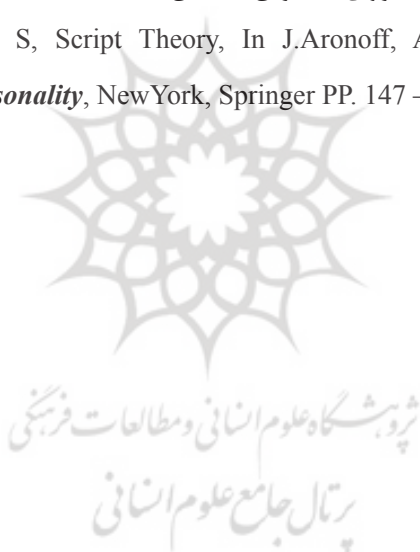 S, Script Theory, In J.Aronoff, A
sonality, NewYork, Springer PP. 147 –
پژوهشگاه علوم انسانی و مطالعات فرهنگی
پرتال جامع علوم انسانی